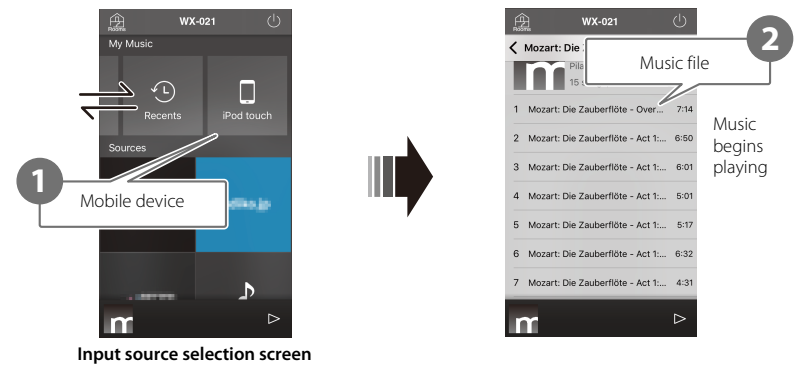 Rooms
WX-021
My Music
Recents
iPod touch
Sources
1
Mobile device
m
Input source selection screen
Rooms
WX-021
Mozart: Die
2
Music file
m
15
1 Mozart: Die Zauberflöte - Over... 7:14
2 Mozart: Die Zauberflöte - Act 1:... 6:50
3 Mozart: Die Zauberflöte - Act 1:... 6:01
4 Mozart: Die Zauberflöte - Act 1:... 5:01
5 Mozart: Die Zauberflöte - Act 1:... 5:17
6 Mozart: Die Zauberflöte - Act 1:... 6:32
7 Mozart: Die Zauberflöte - Act 1:... 4:31
m
Music
begins
playing